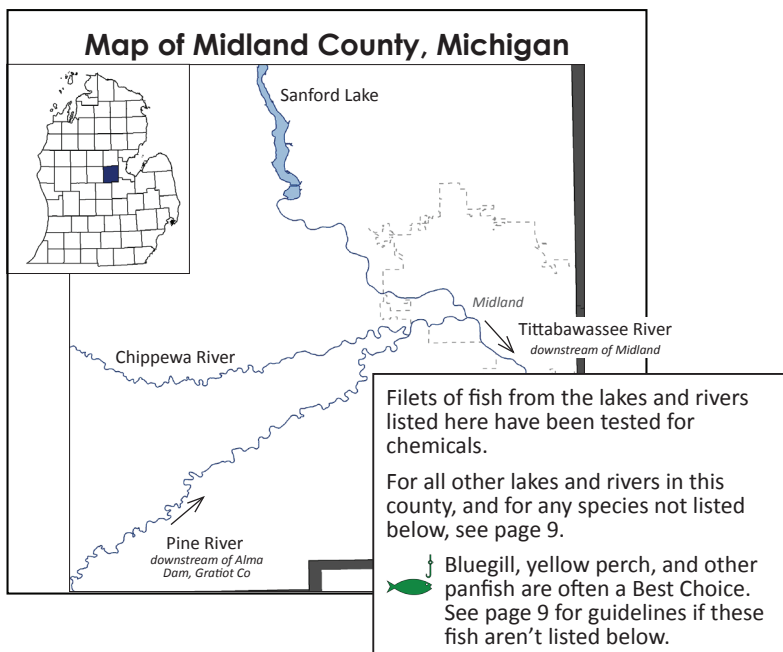 Map of Midland County, Michigan
Sanford Lake
Midland
Tittabawassee River
downstream of Midland
Chippewa River
Pine River
downstream of Alma
Dam, Gratiot Co
Filets of fish from the lakes and rivers
listed here have been tested for
chemicals.
For all other lakes and rivers in this
county, and for any species not listed
below, see page 9.
Bluegill, yellow perch, and other
panfish are often a Best Choice.
See page 9 for guidelines if these
fish aren't listed below.